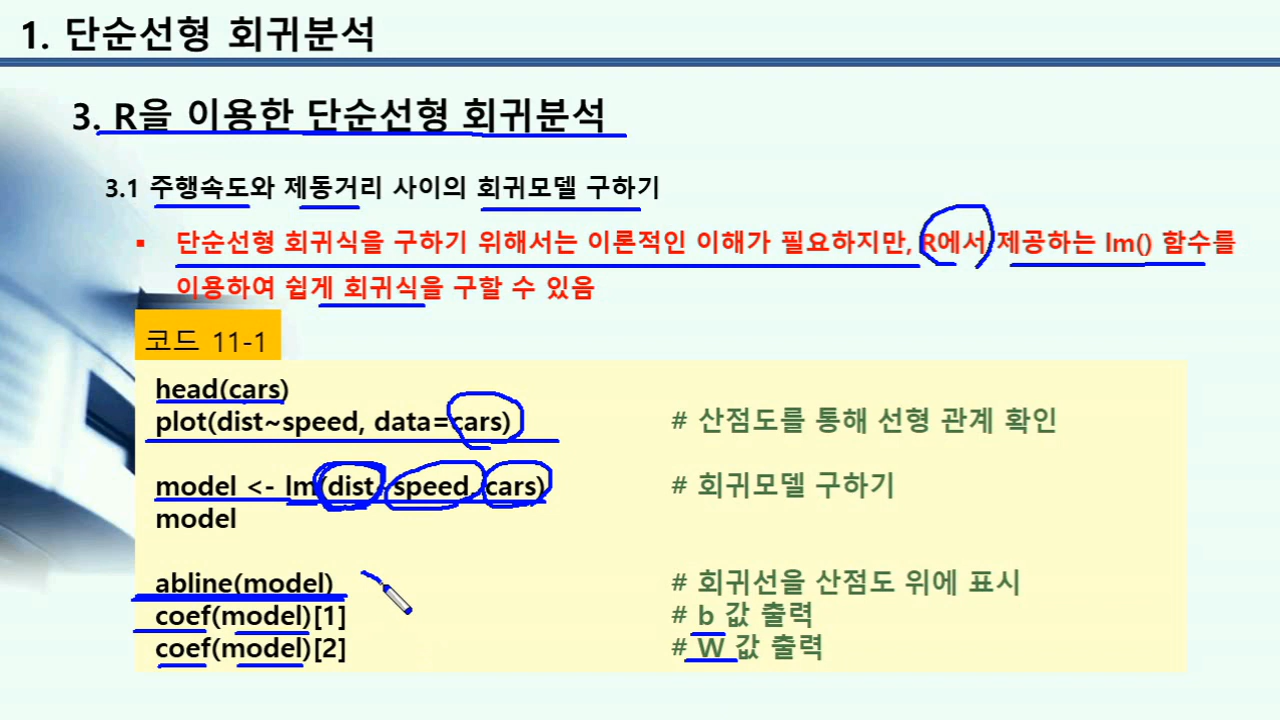 1. 단순선형 회귀분석
3. R을 이용한 단순선형 회귀분석
3.1 주행속도와 제동거리 사이의 회귀모델 구하기
▪ 단순선형 회귀식을 구하기 위해서는 이론적인 이해가 필요하지만, R에서 제공하는 lm() 함수를
이용하여 쉽게 회귀식을 구할 수 있음
코드 11-1
head(cars)
plot(dist~speed, data=cars) # 산점도를 통해 선형 관계 확인
model <- lm(dist~speed, cars) # 회귀모델 구하기
model
abline(model) # 회귀선을 산점도 위에 표시
coef(model)[1] # b 값 출력
coef(model)[2] # W 값 출력